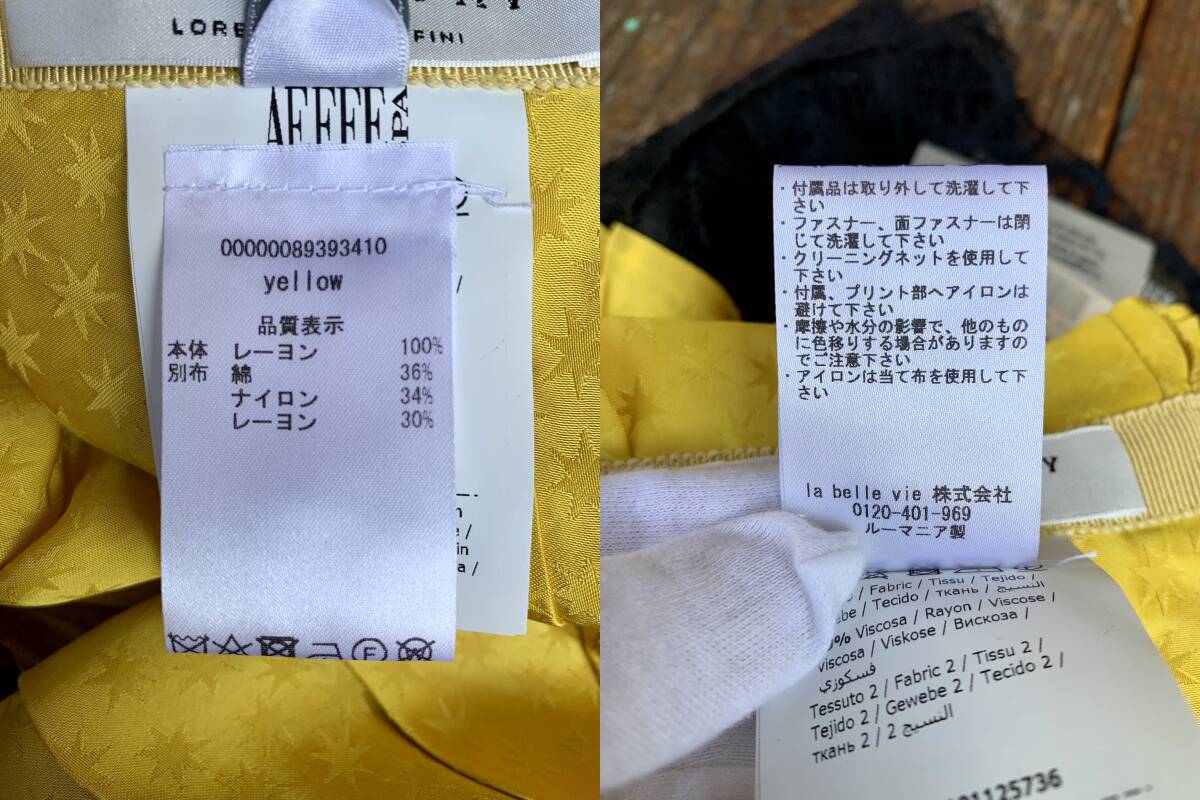 LORE FINI
AEFFE SPA
00000089393410
yellow
品質表示
本体 レーヨン 100%
別布 綿 36%
ナイロン 34%
レーヨン 30%
・付属品は取り外して洗濯して下
さい
・ファスナー、面ファスナーは閉
じて洗濯して下さい
・クリーニングネットを使用して
下さい
・付属、プリント部へアイロンは
避けて下さい
・摩擦や水分の影響で、他のもの
に色移りする場合がありますの
でご注意下さい
・アイロンは当て布を使用して下
さい
la belle vie 株式会社
0120-401-969
ルーマニア製
Y
/ Fabric / Tissu / Tejido /
be / Tecido / ткань / النسيج
% Viscosa / Rayon / Viscose /
Viscosa / Viskose / Вискоза /
فسكوزي
Tessuto 2 / Fabric 2 / Tissu 2 /
Tejido 2 / Gewebe 2 / Tecido 2 /
ткань 2 / 2 النسيج
01125736